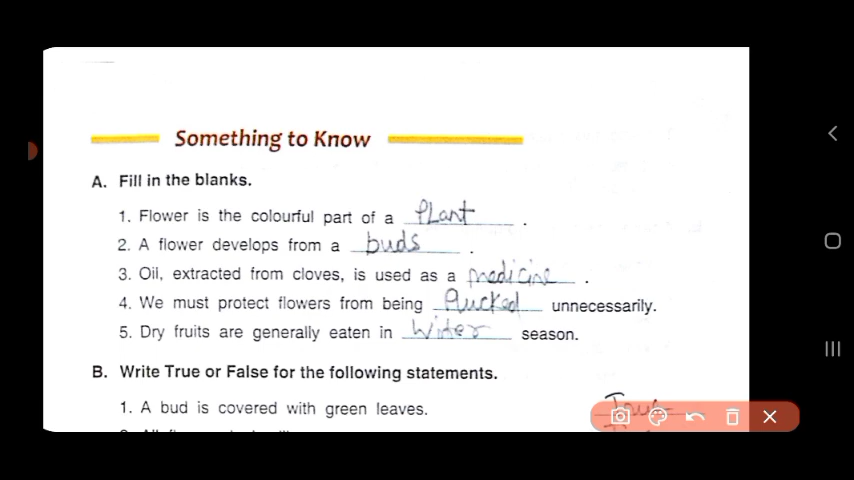 Something to Know
A. Fill in the blanks.
1. Flower is the colourful part of a PLant .
2. A flower develops from a buds .
3. Oil, extracted from cloves, is used as a medicine .
4. We must protect flowers from being Plucked unnecessarily.
5. Dry fruits are generally eaten in Witer season.
B. Write True or False for the following statements.
1. A bud is covered with green leaves.